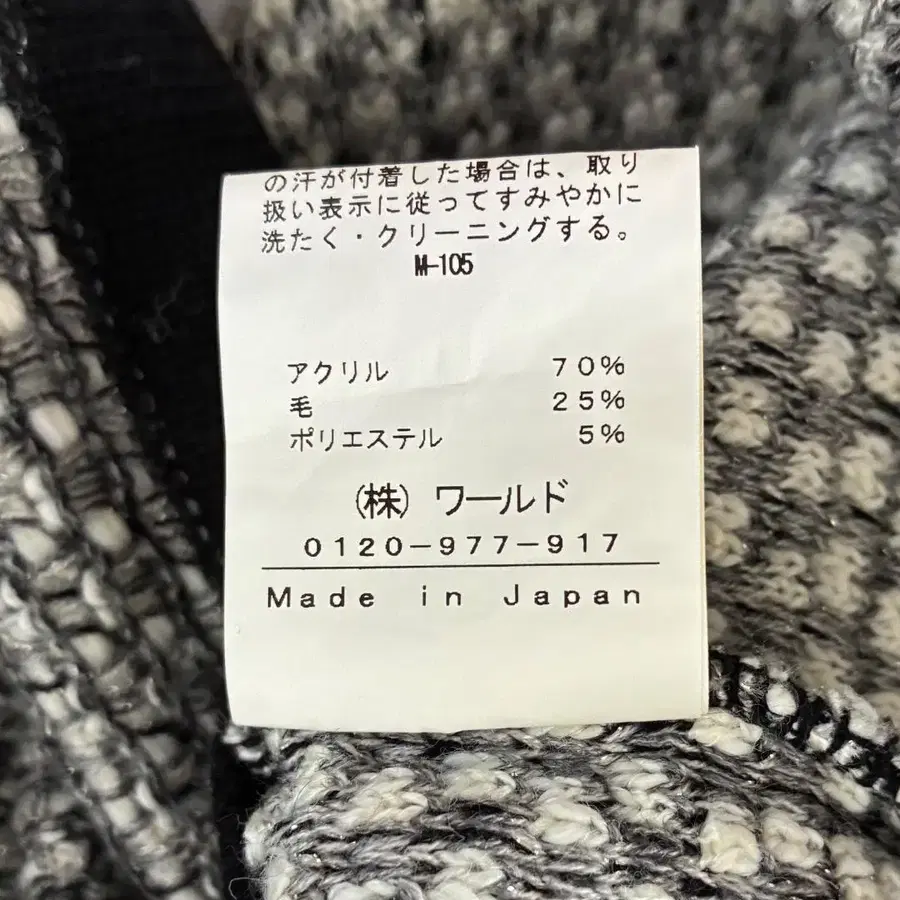 の汗が付着した場合は、取り
扱い表示に従ってすみやかに
洗たく・クリーニングする。
M-105
アクリル 70%
毛 25%
ポリエステル 5%
(株) ワールド
0120-977-917
Made in Japan